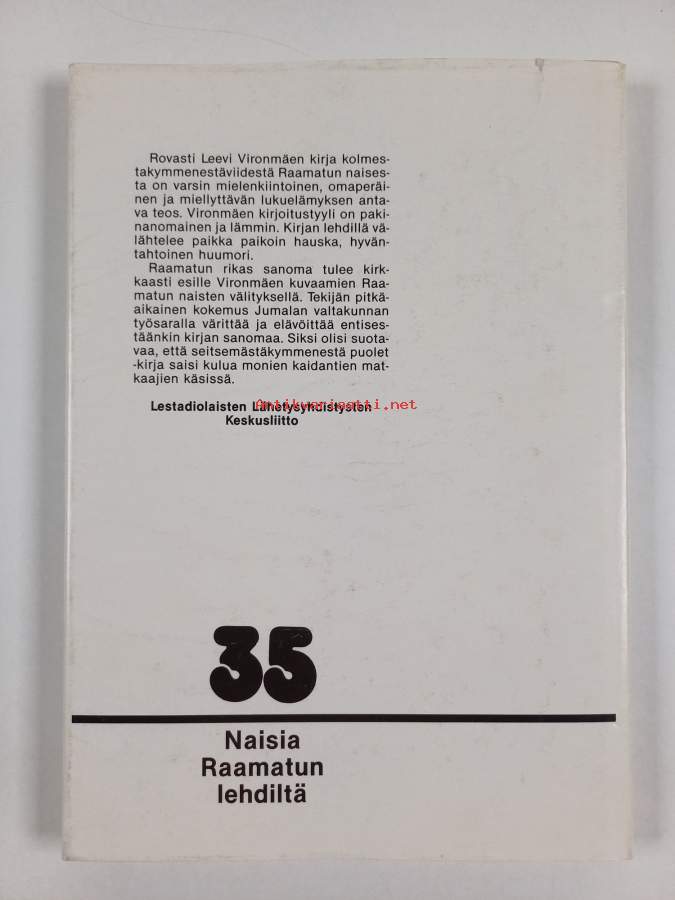 Rovasti Leevi Vironmäen kirja kolmes-
takymmenestäviidestä Raamatun naises-
ta on varsin mielenkiintoinen, omaperäi-
nen ja miellyttävän lukuelämyksen anta-
va teos. Vironmäen kirjoitustyyli on paki-
nanomainen ja lämmin. Kirjan lehdillä vä-
lähtelee paikka paikoin hauska, hyvän-
tahtoinen huumori.
Raamatun rikas sanoma tulee kirk-
kaasti esille Vironmäen kuvaamien Raa-
matun naisten välityksellä. Tekijän pitkä-
aikainen kokemus Jumalan valtakunnan
työsaralla värittää ja elävöittää entises-
täänkin kirjan sanomaa. Siksi olisi suota-
vaa, että seitsemästäkymmenestä puolet
-kirja saisi kulua monien kaidantien mat-
kaajien käsissä.
Lestadiolaisten Lähetysyhdistysten
Antikvariaatti.net
Keskusliitto
35
Naisia
Raamatun
lehdiltä